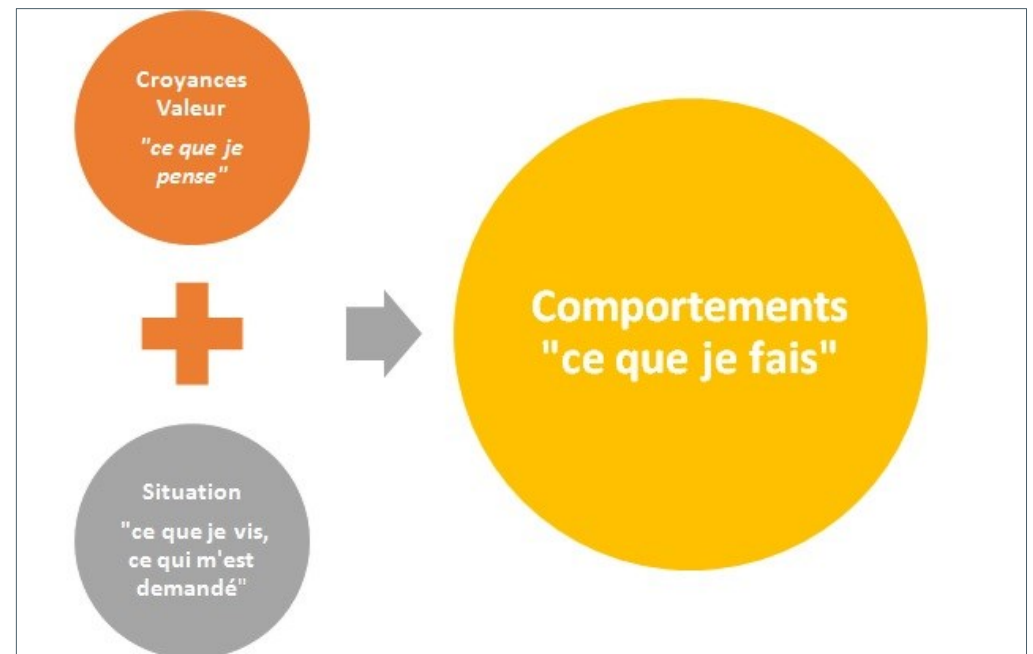 Croyances
Valeur
"ce que je
pense"
Situation
"ce que je vis,
ce qui m'est
demandé"
Comportements
"ce que je fais"